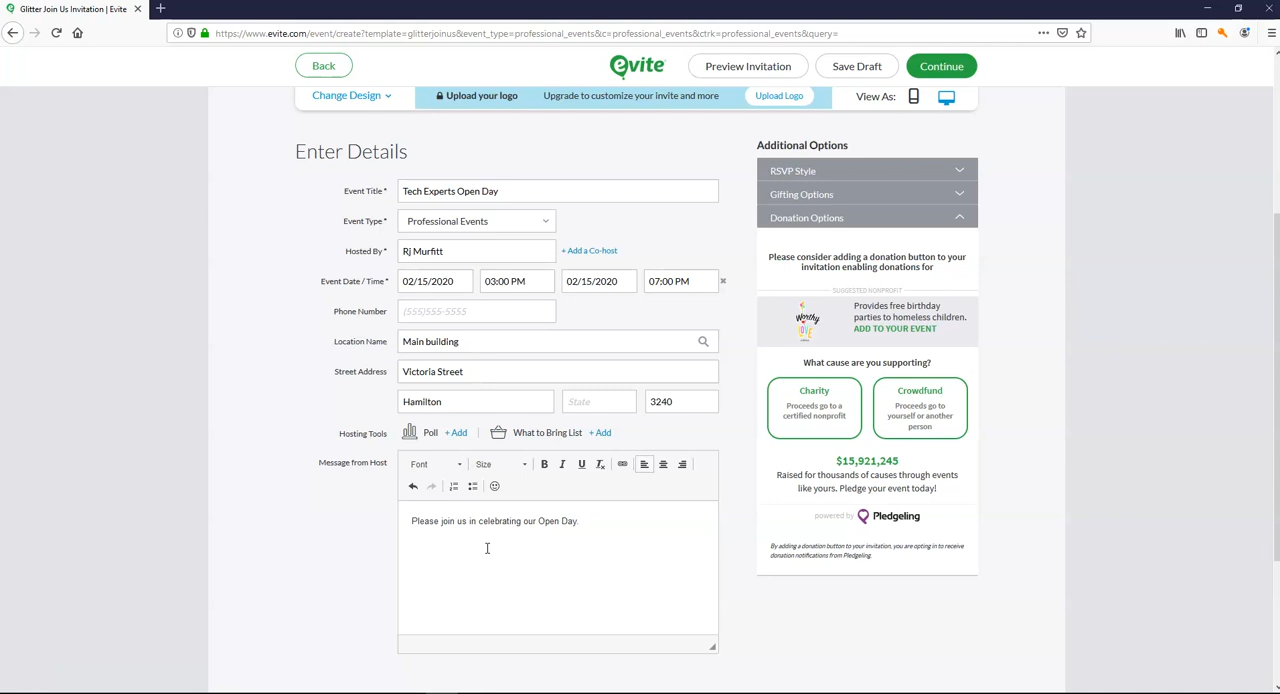 Glitter Join Us Invitation | Evite
https://www.evite.com/event/create?template=glitterjoinus&event_type=professional_events&c=professional_events&ctrk=professional_events&query=
Back
evite
Preview Invitation
Save Draft
Continue
Change Design
Upload your logo
Upgrade to customize your invite and more
Upload Logo
View As:
Enter Details
Event Title *
Tech Experts Open Day
Event Type *
Professional Events
Hosted By *
Rj Murfitt
+ Add a Co-host
Event Date / Time *
02/15/2020
03:00 PM
02/15/2020
07:00 PM
Phone Number
(555)555-5555
Location Name
Main building
Street Address
Victoria Street
Hamilton
State
3240
Hosting Tools
Poll
+ Add
What to Bring List
+ Add
Message from Host
Font
Size
B
I
U
Tx
Please join us in celebrating our Open Day.
Additional Options
RSVP Style
Gifting Options
Donation Options
Please consider adding a donation button to your
invitation enabling donations for
SUGGESTED NONPROFIT
Worthy
LOVE
Provides free birthday
parties to homeless children.
ADD TO YOUR EVENT
What cause are you supporting?
Charity
Proceeds go to a
certified nonprofit
Crowdfund
Proceeds go to
yourself or another
person
$15,921,245
Raised for thousands of causes through events
like yours. Pledge your event today!
powered by
Pledgeling
By adding a donation button to your invitation, you are opting in to receive
donation notifications from Pledgeling.